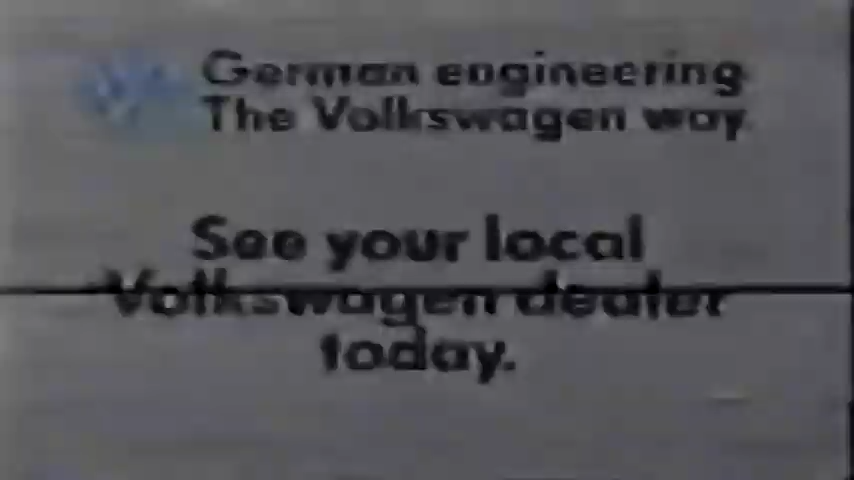 German engineering
The Volkswagen way.
See your local
Volkswagen dealer
today.